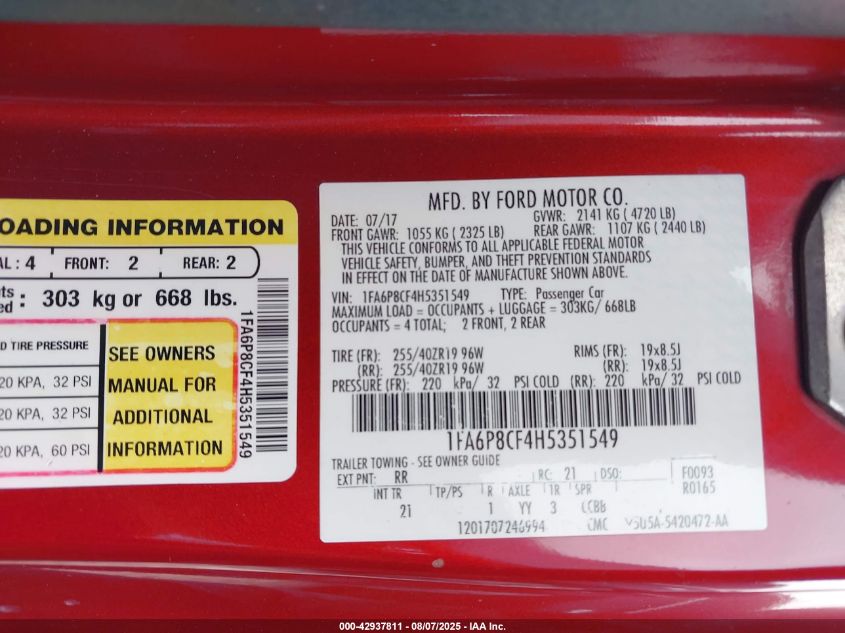 OADING INFORMATION
AL : 4 FRONT: 2 REAR: 2
303 kg or 668 lbs.
D TIRE PRESSURE
20 KPA, 32 PSI
20 KPA, 32 PSI
20 KPA, 60 PSI
SEE OWNERS
MANUAL FOR
ADDITIONAL
INFORMATION
1FA6P8CF4H5351549
MFD. BY FORD MOTOR CO.
DATE: 07/17 GVWR: 2141 KG ( 4720 LB)
FRONT GAWR: 1055 KG ( 2325 LB) REAR GAWR: 1107 KG ( 2440 LB)
THIS VEHICLE CONFORMS TO ALL APPLICABLE FEDERAL MOTOR
VEHICLE SAFETY, BUMPER, AND THEFT PREVENTION STANDARDS
IN EFFECT ON THE DATE OF MANUFACTURE SHOWN ABOVE.
VIN: 1FA6P8CF4H5351549 TYPE: Passenger Car
MAXIMUM LOAD = OCCUPANTS + LUGGAGE = 303KG/ 668LB
OCCUPANTS = 4 TOTAL; 2 FRONT, 2 REAR
TIRE (FR): 255/40ZR19 96W RIMS (FR): 19x8.5J
(RR): 255/40ZR19 96W (RR): 19x8.5J
PRESSURE (FR): 220 kPa/ 32 PSI COLD (RR): 220 kPa/ 32 PSI COLD
1FA6P8CF4H5351549
TRAILER TOWING - SEE OWNER GUIDE
EXT PNT: RR RC: 21 DSO: F0093
INT TR TP/PS R AXLE TR SPR R0165
21 1 YY 3 CCBB
1201707246994 CMC
000-42937811 - 08/07/2025 - IAA Inc.